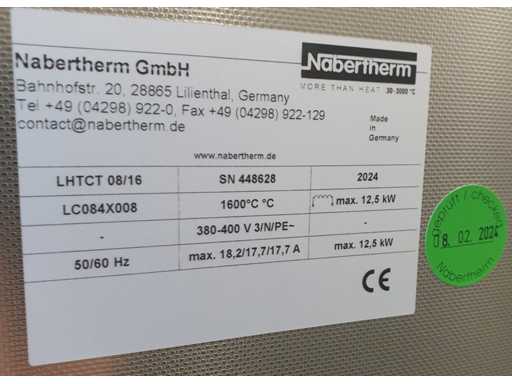 Nabertherm GmbH
Bahnhofstr. 20, 28865 Lilienthal, Germany
Tel +49 (04298) 922-0, Fax +49 (04298) 922-129
contact@nabertherm.de
Nabertherm
MORE THAN HEAT 30-3000 °C
Made
in
Germany
www.nabertherm.de
LHTCT 08/16 SN 448628 2024
LC084X008 1600°C °C max. 12,5 kW
- 380-400 V 3/N/PE~ -
50/60 Hz max. 18,2/17,7/17,7 A max. 12,5 kW
CE
geprüft / checked
08. 02. 2024
Nabertherm